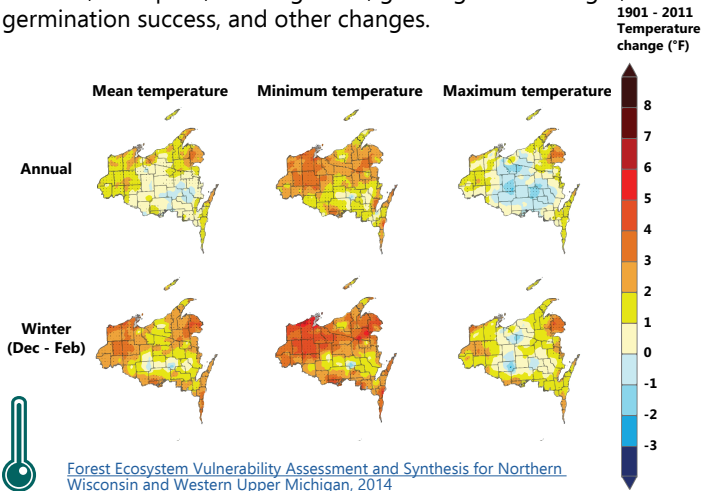 germination success, and other changes.
1901 - 2011
Temperature
change (°F)
Mean temperature Minimum temperature Maximum temperature
Annual
Winter
(Dec - Feb)
8
7
6
5
4
3
2
1
0
-1
-2
-3
Forest Ecosystem Vulnerability Assessment and Synthesis for Northern
Wisconsin and Western Upper Michigan, 2014